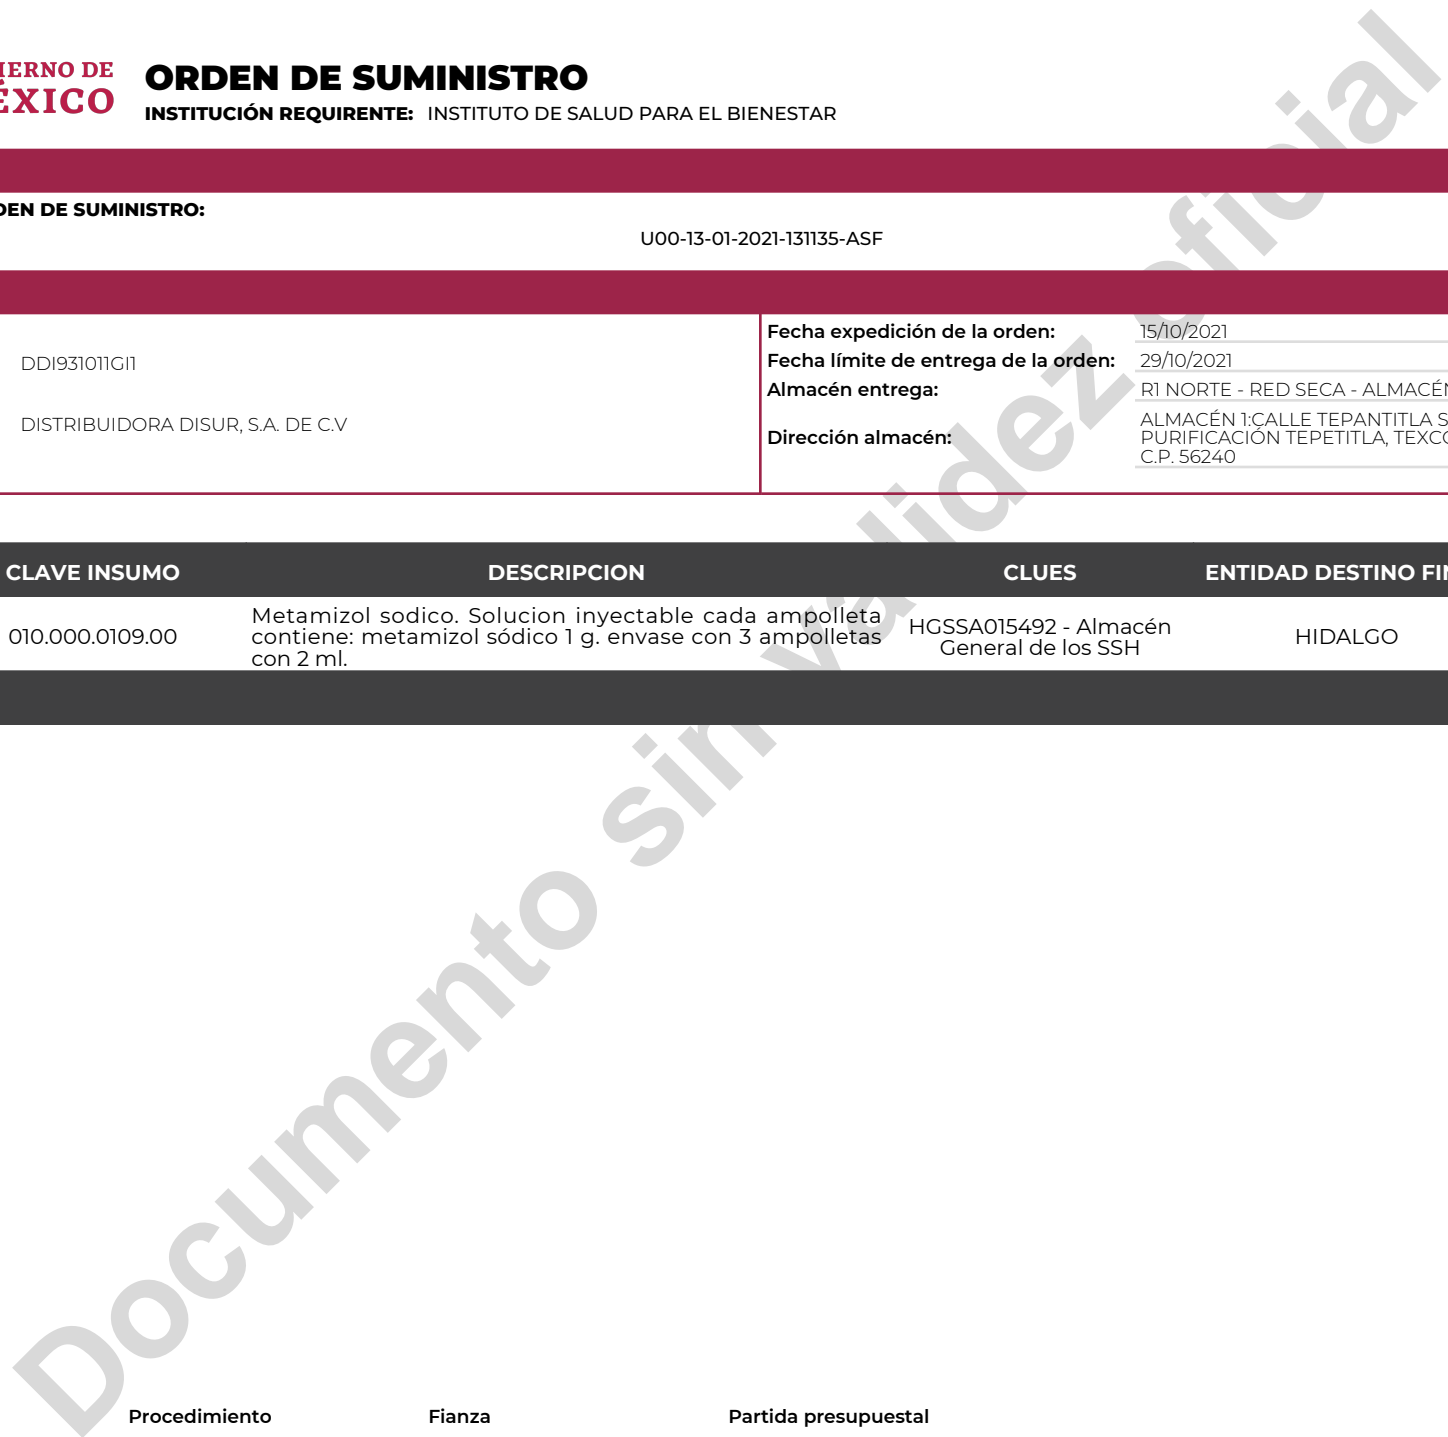 IERNO DE
ÉXICO
ORDEN DE SUMINISTRO
INSTITUCIÓN REQUIRENTE: INSTITUTO DE SALUD PARA EL BIENESTAR
DEN DE SUMINISTRO:
U00-13-01-2021-131135-ASF
DDI931011GI1
DISTRIBUIDORA DISUR, S.A. DE C.V
Fecha expedición de la orden: 15/10/2021
Fecha límite de entrega de la orden: 29/10/2021
Almacén entrega: R1 NORTE - RED SECA - ALMACÉN
Dirección almacén:
ALMACÉN 1:CALLE TEPANTITLA S
PURIFICACIÓN TEPETITLA, TEXCO
C.P. 56240
CLAVE INSUMO DESCRIPCION CLUES ENTIDAD DESTINO FIN
010.000.0109.00
Metamizol sodico. Solucion inyectable cada ampolleta
contiene: metamizol sódico 1 g. envase con 3 ampolletas
con 2 ml.
HGSSA015492 - Almacén
General de los SSH
HIDALGO
Documento sin validez oficial
Procedimiento Fianza Partida presupuestal